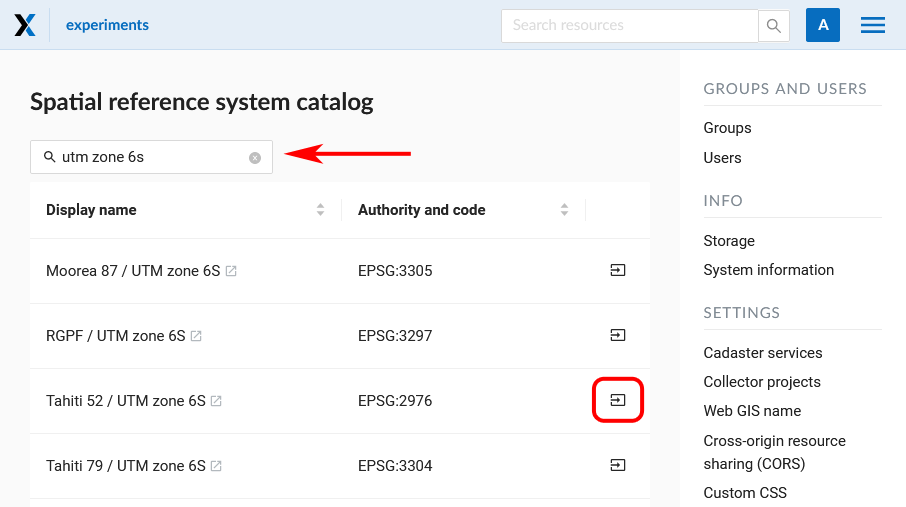 experiments
Search resources
A
Spatial reference system catalog
utm zone 6s
Display name
Authority and code
Moorea 87 / UTM zone 6S
EPSG:3305
RGPF / UTM zone 6S
EPSG:3297
Tahiti 52 / UTM zone 6S
EPSG:2976
Tahiti 79 / UTM zone 6S
EPSG:3304
GROUPS AND USERS
Groups
Users
INFO
Storage
System information
SETTINGS
Cadaster services
Collector projects
Web GIS name
Cross-origin resource
sharing (CORS)
Custom CSS